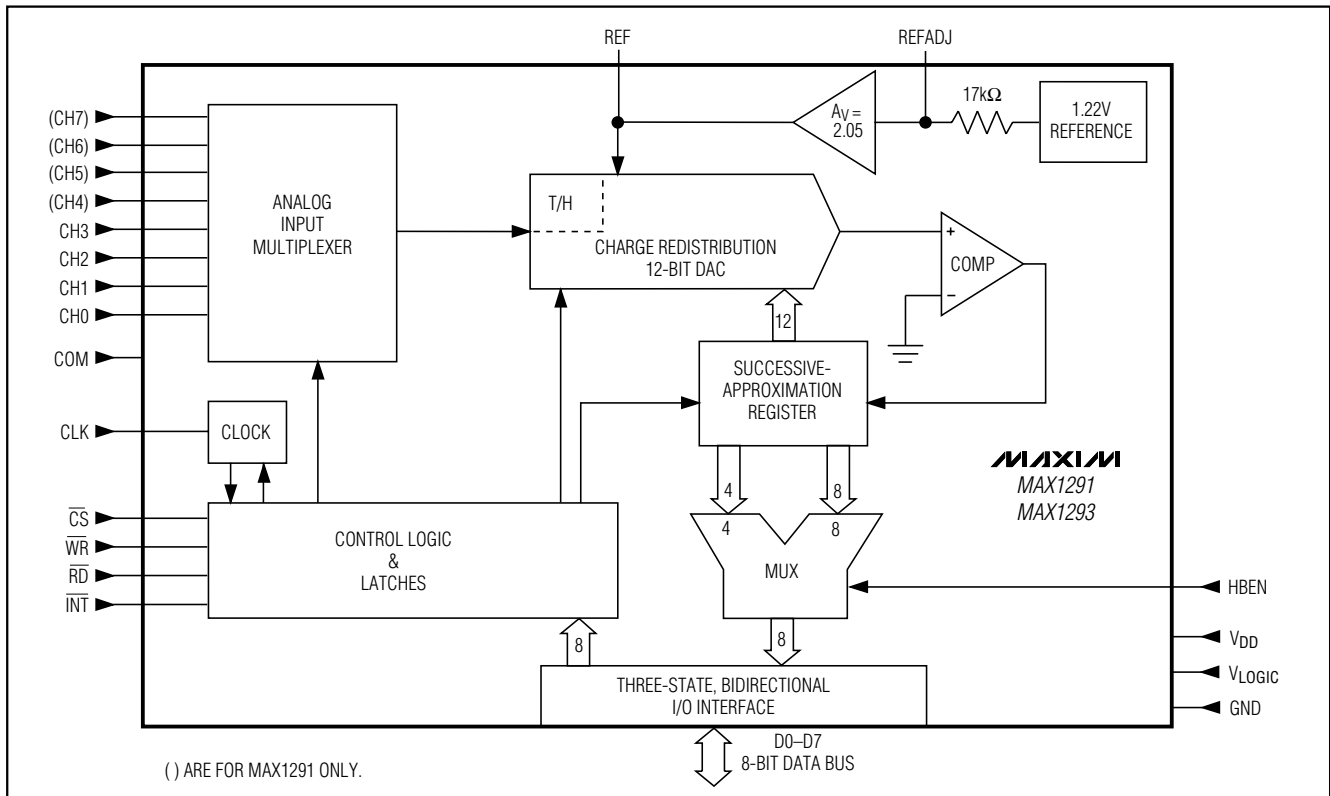 REF
REFADJ
(CH7)
(CH6)
(CH5)
(CH4)
CH3
CH2
CH1
CH0
COM
CLK
CS
WR
RD
INT
ANALOG
INPUT
MULTIPLEXER
CLOCK
CONTROL LOGIC
&
LATCHES
T/H
CHARGE REDISTRIBUTION
12-BIT DAC
AV =
2.05
17kΩ
1.22V
REFERENCE
+
COMP
−
12
SUCCESSIVE-
APPROXIMATION
REGISTER
4
8
4
8
MUX
8
8
THREE-STATE, BIDIRECTIONAL
I/O INTERFACE
MAXIM
MAX1291
MAX1293
HBEN
VDD
VLOGIC
GND
D0–D7
8-BIT DATA BUS
( ) ARE FOR MAX1291 ONLY.